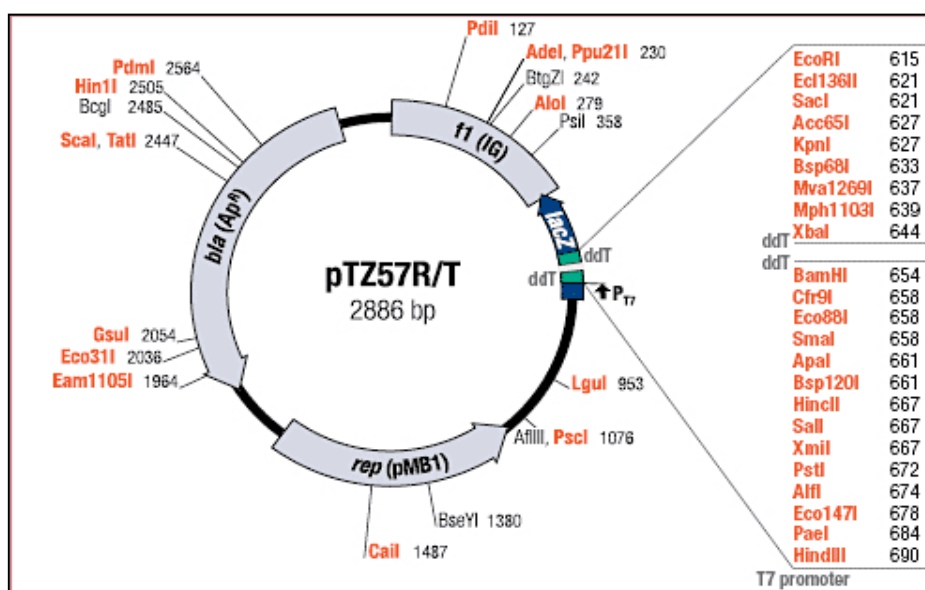 PdiI 127
AdeI, Ppu21I 230
BtgZI 242
AloI 279
PsiI 358
PdmI 2564
Hin1I 2505
BcgI 2485
ScaI, TatI 2447
f1 (IG)
lacZ
ddT
ddT
PT7
bla (ApR)
pTZ57R/T
2886 bp
GsuI 2054
Eco31I 2036
Eam1105I 1964
LguI 953
AflIII, PscI 1076
rep (pMB1)
BseYI 1380
CaiI 1487
EcoRI 615
Ecl136II 621
SacI 621
Acc65I 627
KpnI 627
Bsp68I 633
Mva1269I 637
Mph1103I 639
XbaI 644
ddT
ddT
BamHI 654
Cfr9I 658
Eco88I 658
SmaI 658
ApaI 661
Bsp120I 661
HincII 667
SalI 667
XmiI 667
PstI 672
AlfI 674
Eco147I 678
PaeI 684
HindIII 690
T7 promoter